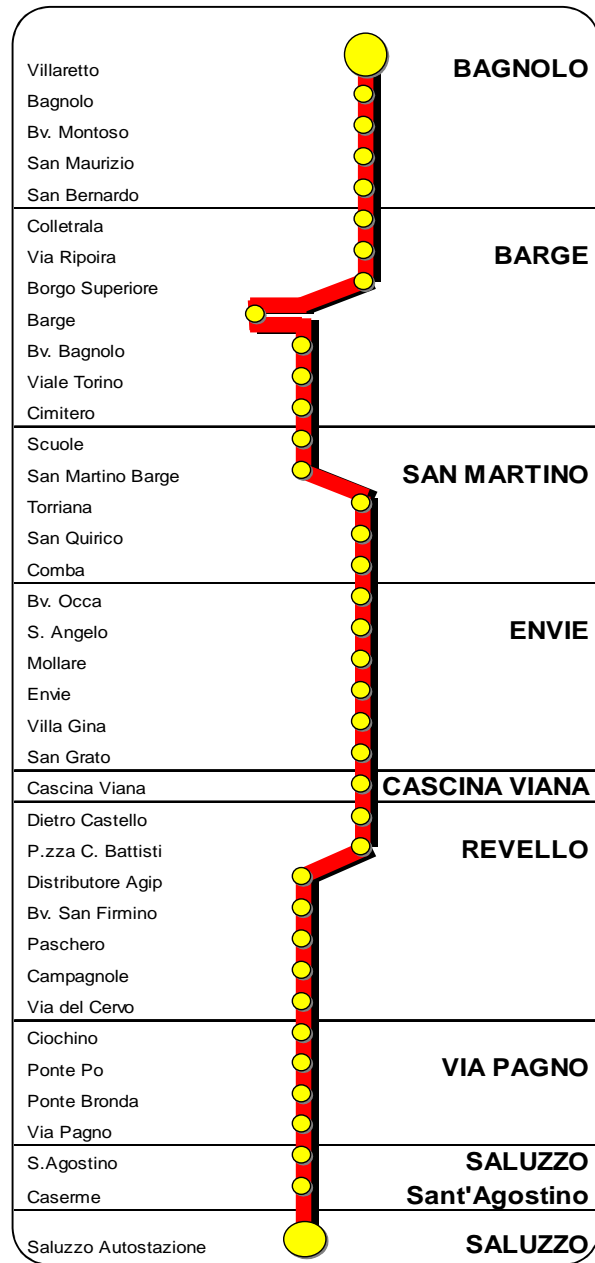 Villaretto
BAGNOLO
Bagnolo
Bv. Montoso
San Maurizio
San Bernardo
Colletrala
Via Ripoira
BARGE
Borgo Superiore
Barge
Bv. Bagnolo
Viale Torino
Cimitero
Scuole
San Martino Barge
SAN MARTINO
Torriana
San Quirico
Comba
Bv. Occa
S. Angelo
ENVIE
Mollare
Envie
Villa Gina
San Grato
Cascina Viana
CASCINA VIANA
Dietro Castello
P.zza C. Battisti
REVELLO
Distributore Agip
Bv. San Firmino
Paschero
Campagnole
Via del Cervo
Ciochino
Ponte Po
VIA PAGNO
Ponte Bronda
Via Pagno
S.Agostino
SALUZZO
Caserme
Sant'Agostino
Saluzzo Autostazione
SALUZZO